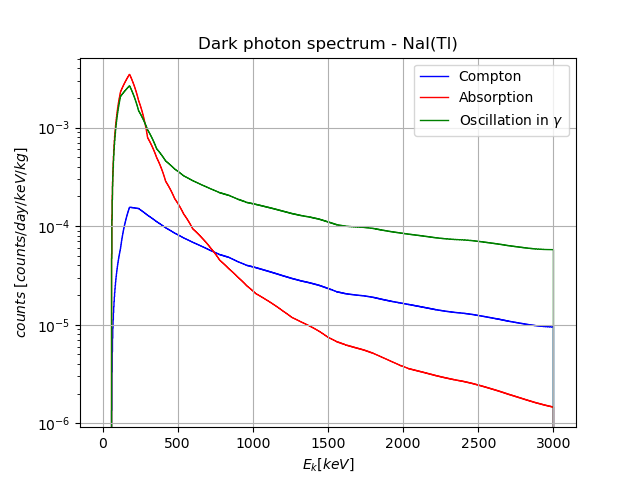 Dark photon spectrum - NaI(Tl)
Compton
Absorption
Oscillation in γ
counts [counts/day/keV/kg]
10⁻³
10⁻⁴
10⁻⁵
10⁻⁶
0 500 1000 1500 2000 2500 3000
E_k[keV]